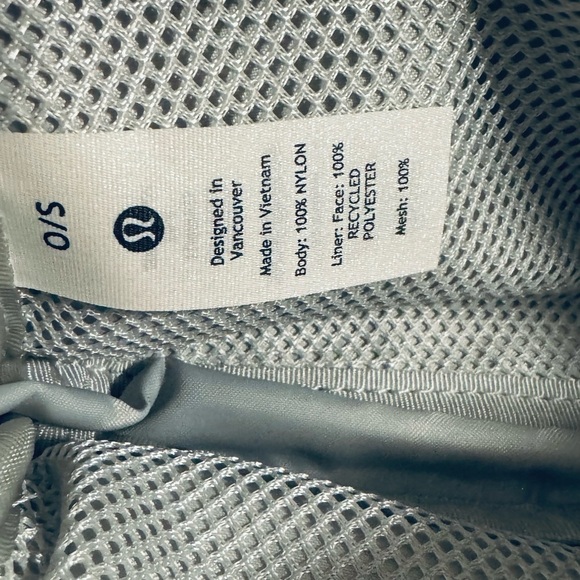 O/S
Designed in
Vancouver
Made in Vietnam
Body: 100% NYLON
Liner: Face: 100%
RECYCLED
POLYESTER
Mesh: 100%